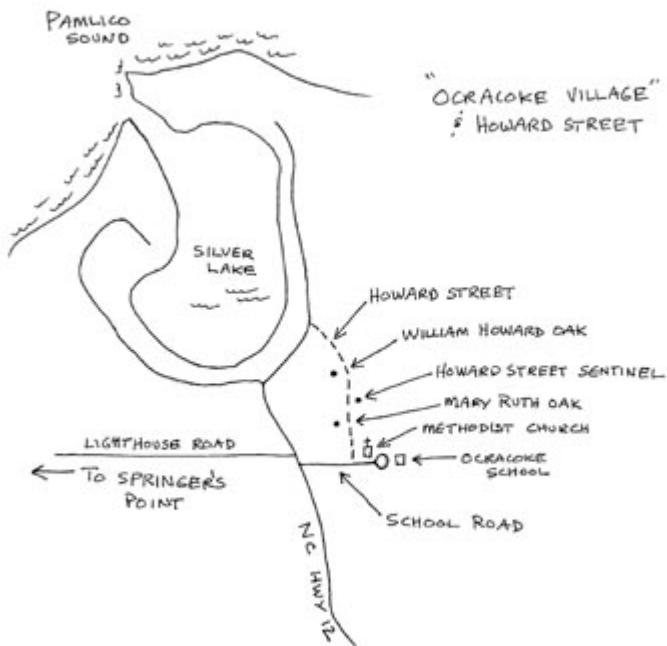 PAMLICO
SOUND
"OCRACOKE VILLAGE"
& HOWARD STREET
SILVER
LAKE
HOWARD STREET
WILLIAM HOWARD OAK
HOWARD STREET SENTINEL
MARY RUTH OAK
METHODIST CHURCH
OCRACOKE
SCHOOL
LIGHTHOUSE ROAD
TO SPRINGER'S
POINT
SCHOOL ROAD
NC HWY 12